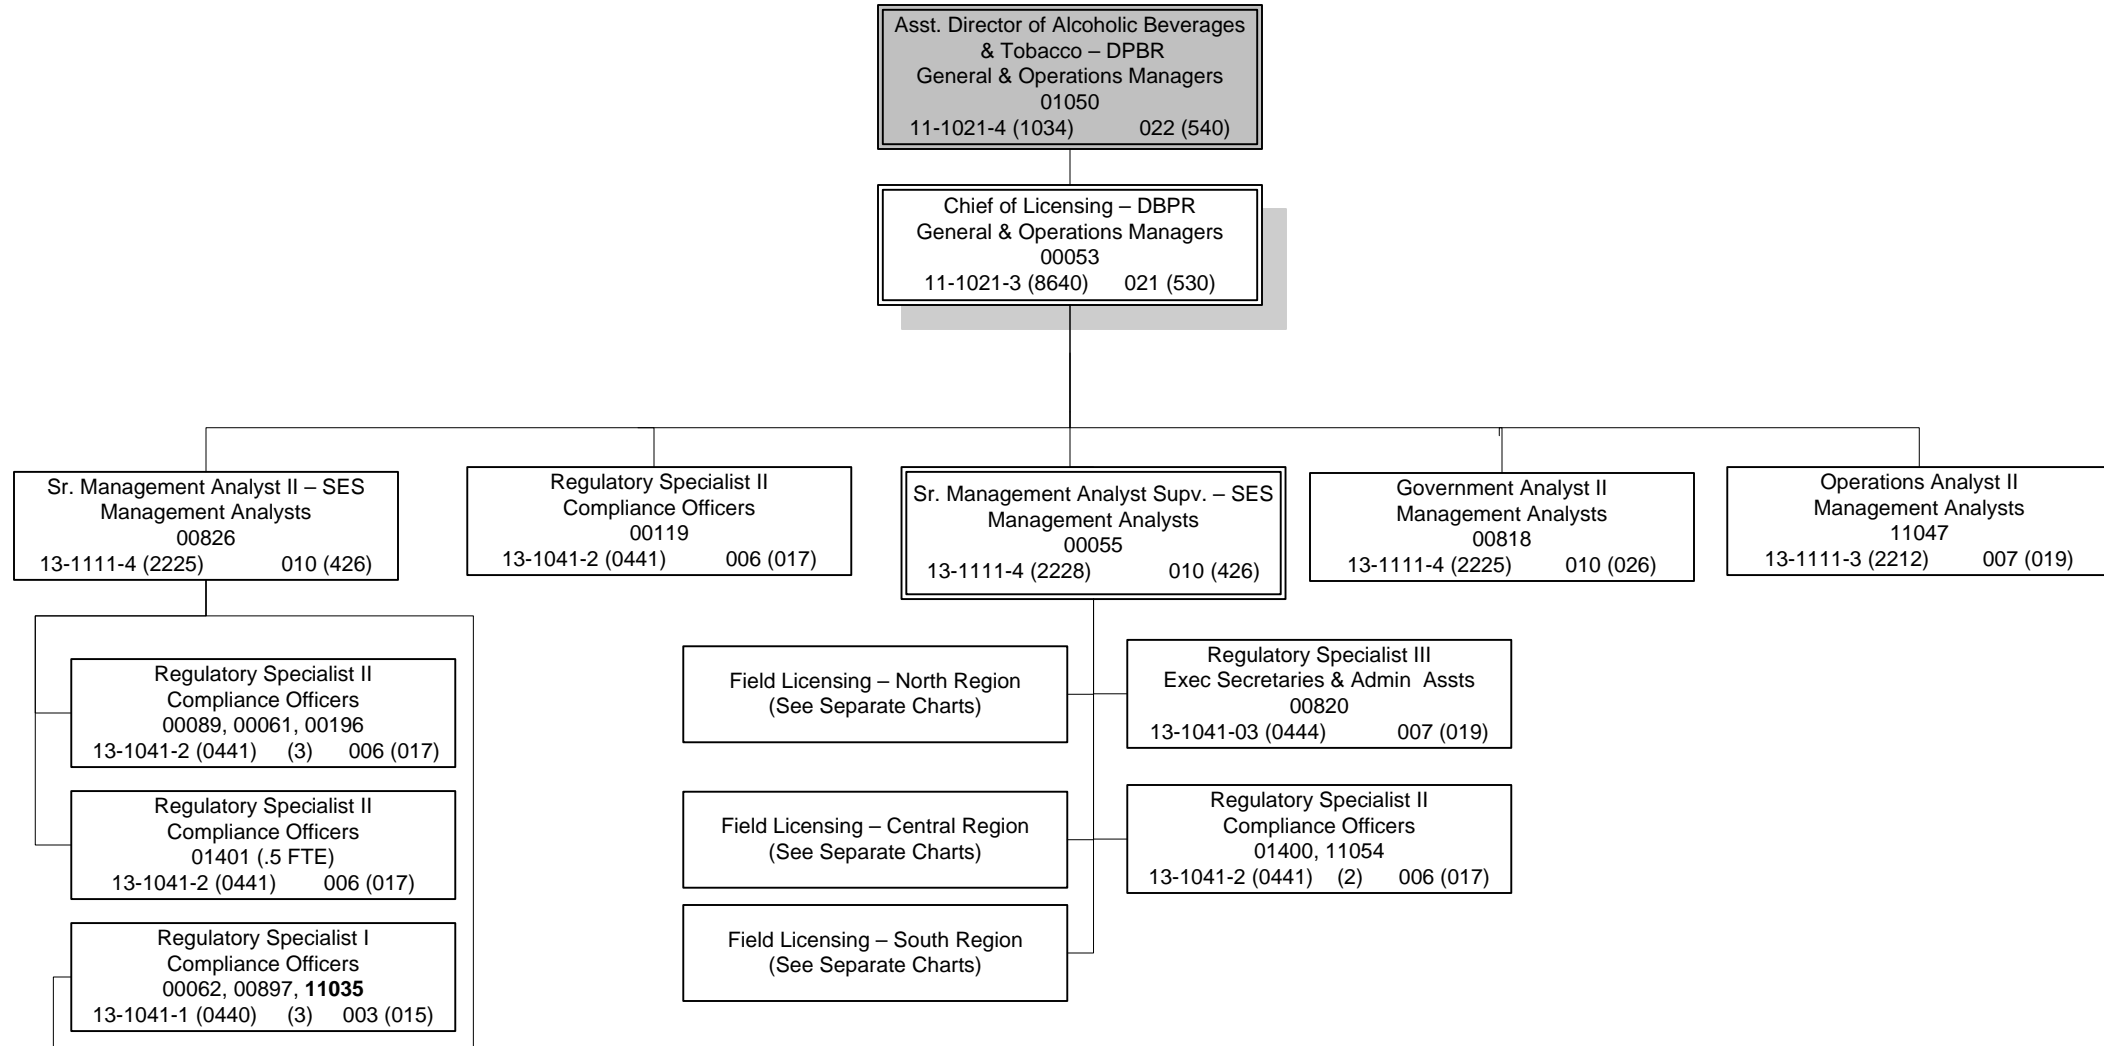 Asst. Director of Alcoholic Beverages
& Tobacco – DPBR
General & Operations Managers
01050
11-1021-4 (1034) 022 (540)
Chief of Licensing – DBPR
General & Operations Managers
00053
11-1021-3 (8640) 021 (530)
Sr. Management Analyst II – SES
Management Analysts
00826
13-1111-4 (2225) 010 (426)
Regulatory Specialist II
Compliance Officers
00119
13-1041-2 (0441) 006 (017)
Sr. Management Analyst Supv. – SES
Management Analysts
00055
13-1111-4 (2228) 010 (426)
Government Analyst II
Management Analysts
00818
13-1111-4 (2225) 010 (026)
Operations Analyst II
Management Analysts
11047
13-1111-3 (2212) 007 (019)
Regulatory Specialist II
Compliance Officers
00089, 00061, 00196
13-1041-2 (0441) (3) 006 (017)
Regulatory Specialist II
Compliance Officers
01401 (.5 FTE)
13-1041-2 (0441) 006 (017)
Regulatory Specialist I
Compliance Officers
00062, 00897, 11035
13-1041-1 (0440) (3) 003 (015)
Field Licensing – North Region
(See Separate Charts)
Field Licensing – Central Region
(See Separate Charts)
Field Licensing – South Region
(See Separate Charts)
Regulatory Specialist III
Exec Secretaries & Admin Assts
00820
13-1041-03 (0444) 007 (019)
Regulatory Specialist II
Compliance Officers
01400, 11054
13-1041-2 (0441) (2) 006 (017)